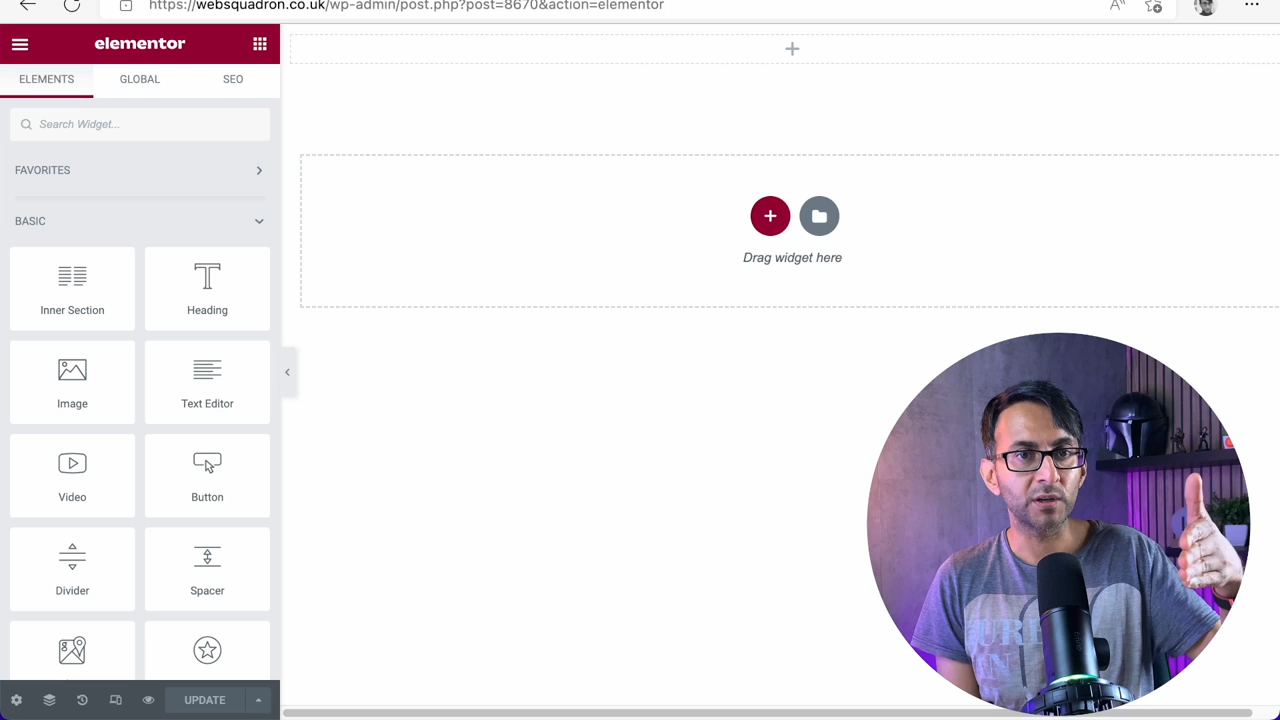 https://websquadron.co.uk/wp-admin/post.php?post=8670&action=elementor
elementor
ELEMENTS GLOBAL SEO
Search Widget...
FAVORITES
BASIC
Inner Section Heading
Image Text Editor
Video Button
Divider Spacer
UPDATE
Drag widget here